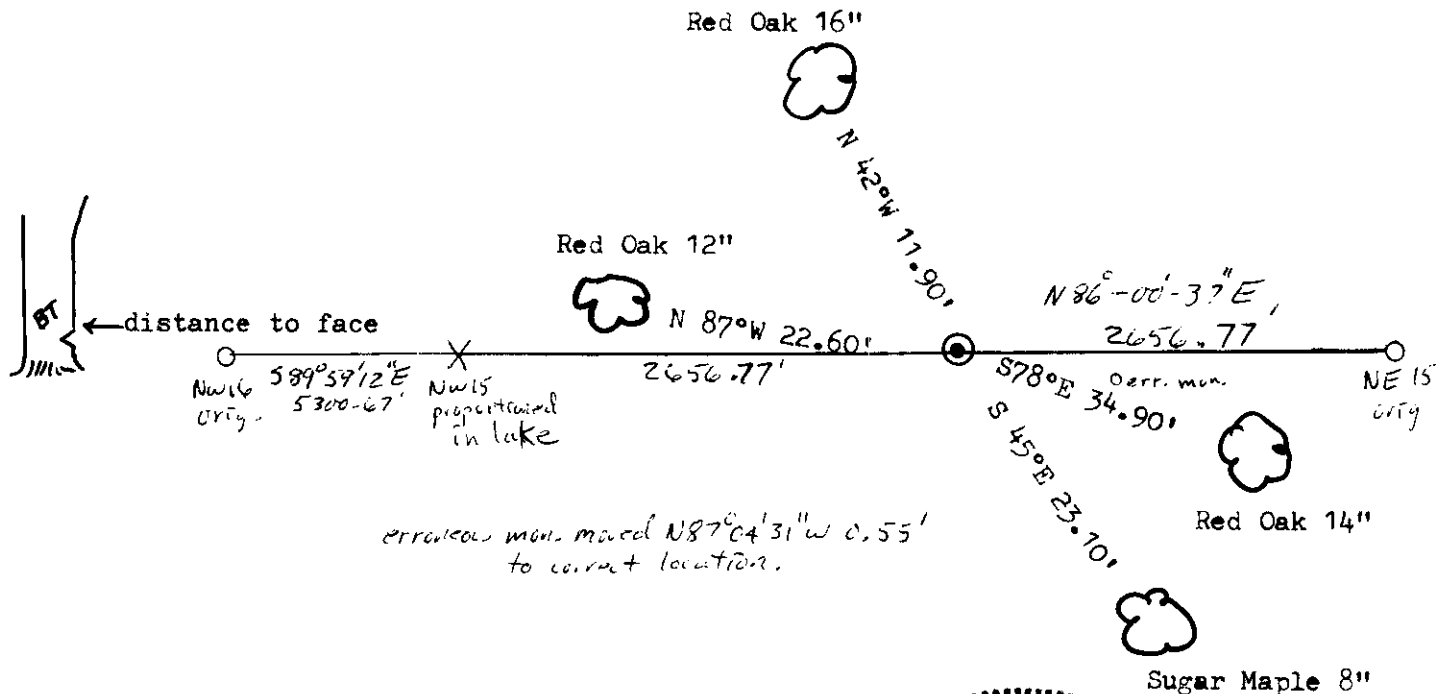 Red Oak 16"
N 42°W 11.90'
Red Oak 12"
N 87°W 22.60'
N 86°-00'-37"E
2656.77
BT
distance to face
S89°59'12"E
5300.67'
NW16
orig.
NW15
proportioned
in lake
2656.77'
S78°E 34.90'
err. mon.
NE 15
orig
S 45°E 23.10'
Red Oak 14"
erroneous mon. moved N87°04'31"W 0.55'
to correct location.
Sugar Maple 8"